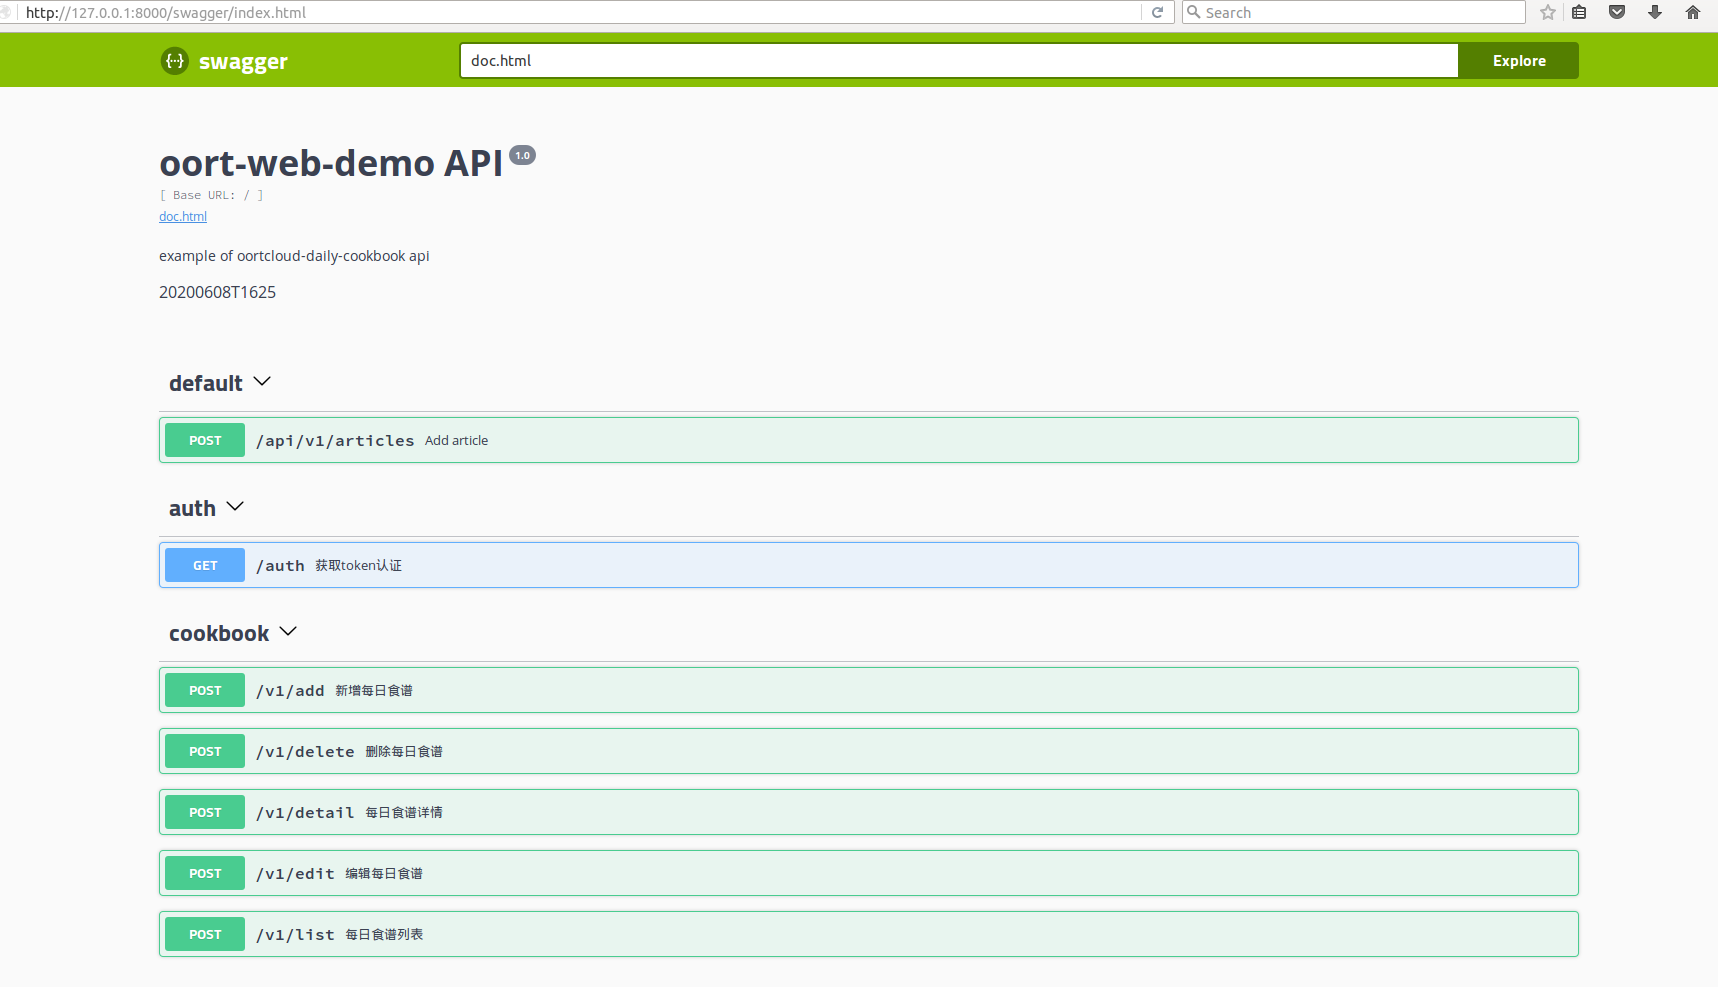 http://127.0.0.1:8000/swagger/index.html
Search
{··} swagger
doc.html
Explore
oort-web-demo API 1.0
[ Base URL: / ]
doc.html
example of oortcloud-daily-cookbook api
20200608T1625
default
POST /api/v1/articles Add article
auth
GET /auth 获取token认证
cookbook
POST /v1/add 新增每日食谱
POST /v1/delete 删除每日食谱
POST /v1/detail 每日食谱详情
POST /v1/edit 编辑每日食谱
POST /v1/list 每日食谱列表